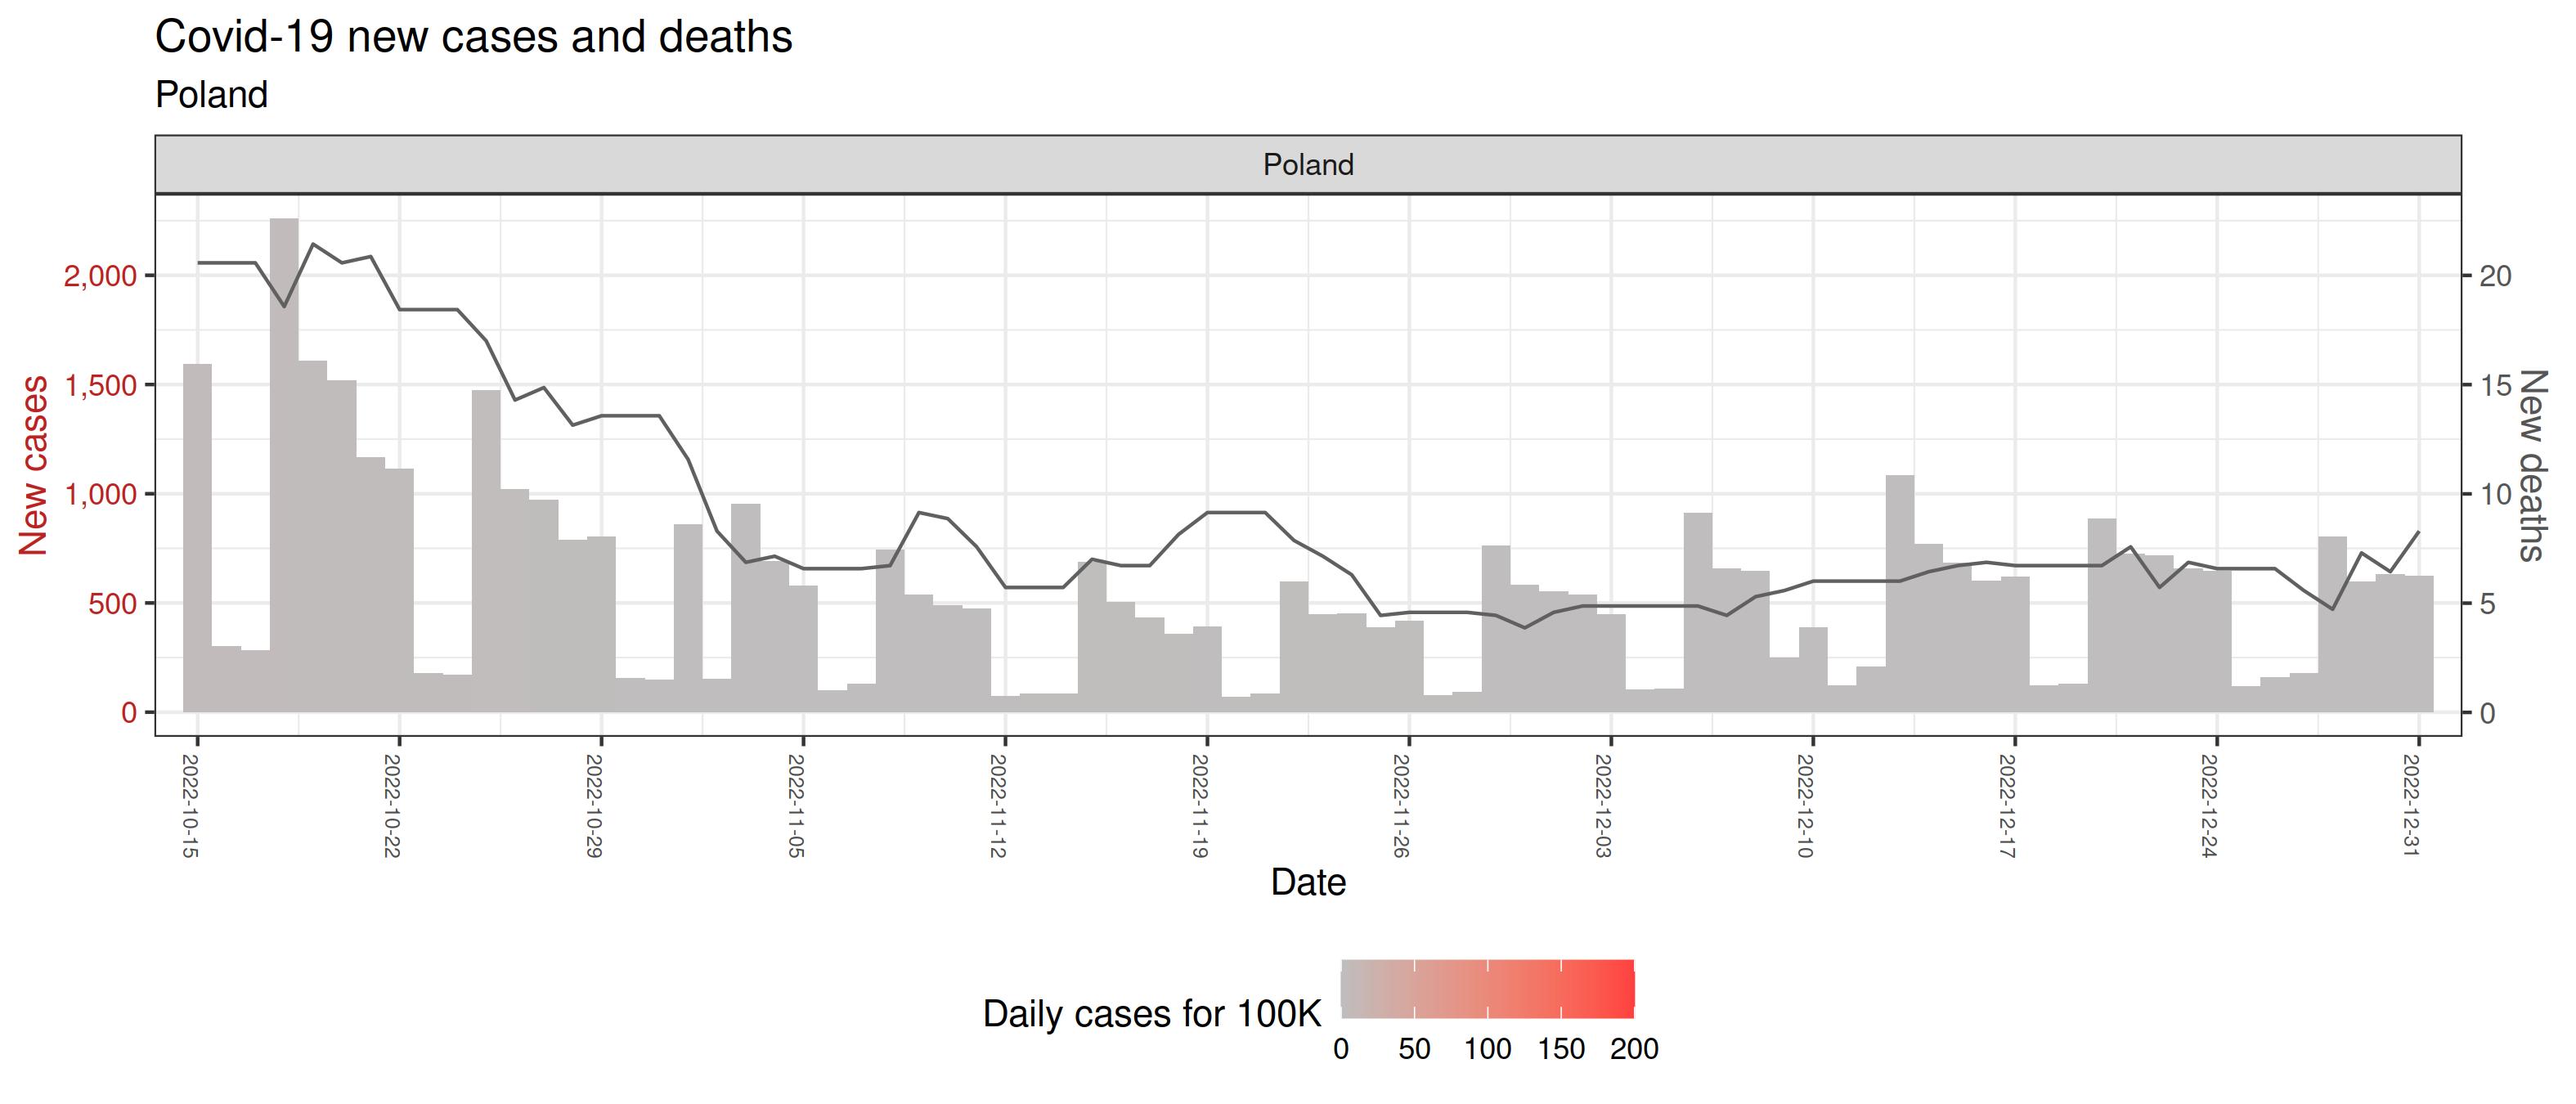 Covid-19 new cases and deaths
Poland
Poland
New cases
2,000
1,500
1,000
500
0
20
15
10
5
0
New deaths
2022-10-15
2022-10-22
2022-10-29
2022-11-05
2022-11-12
2022-11-19
2022-11-26
2022-12-03
2022-12-10
2022-12-17
2022-12-24
2022-12-31
Date
Daily cases for 100K
0 50 100 150 200